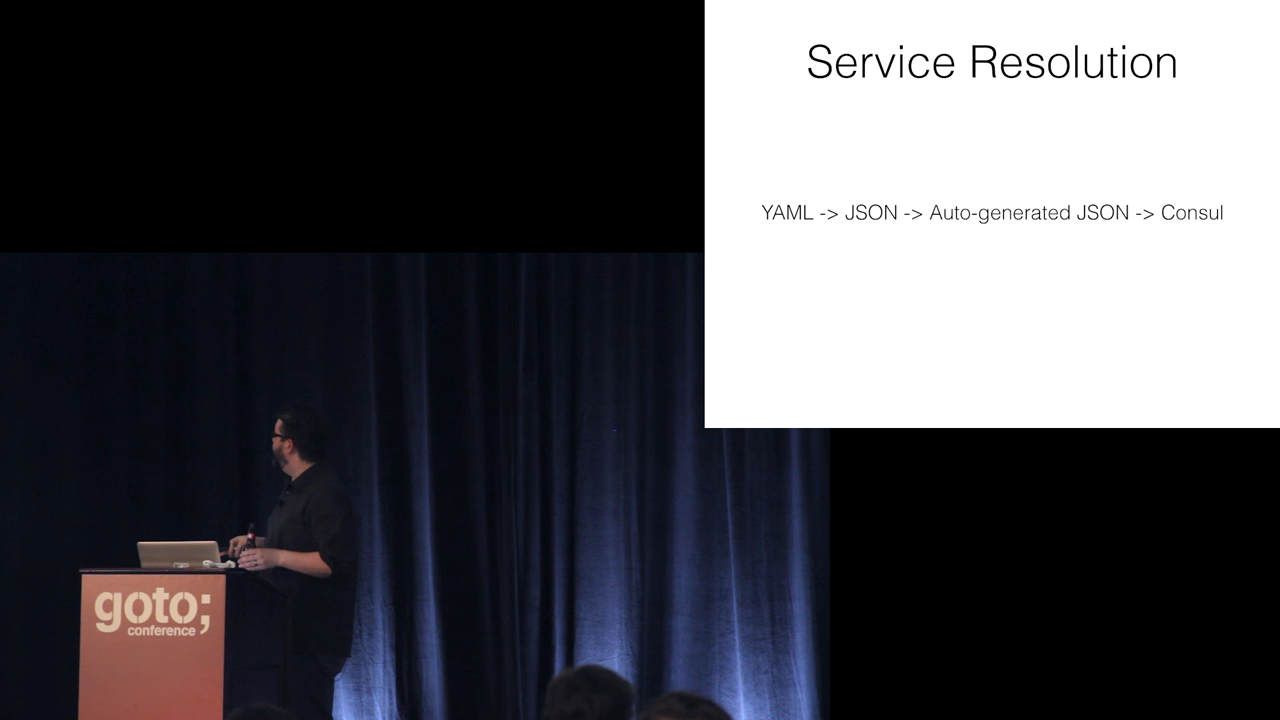 Service Resolution
YAML -> JSON -> Auto-generated JSON -> Consul
goto;
conference